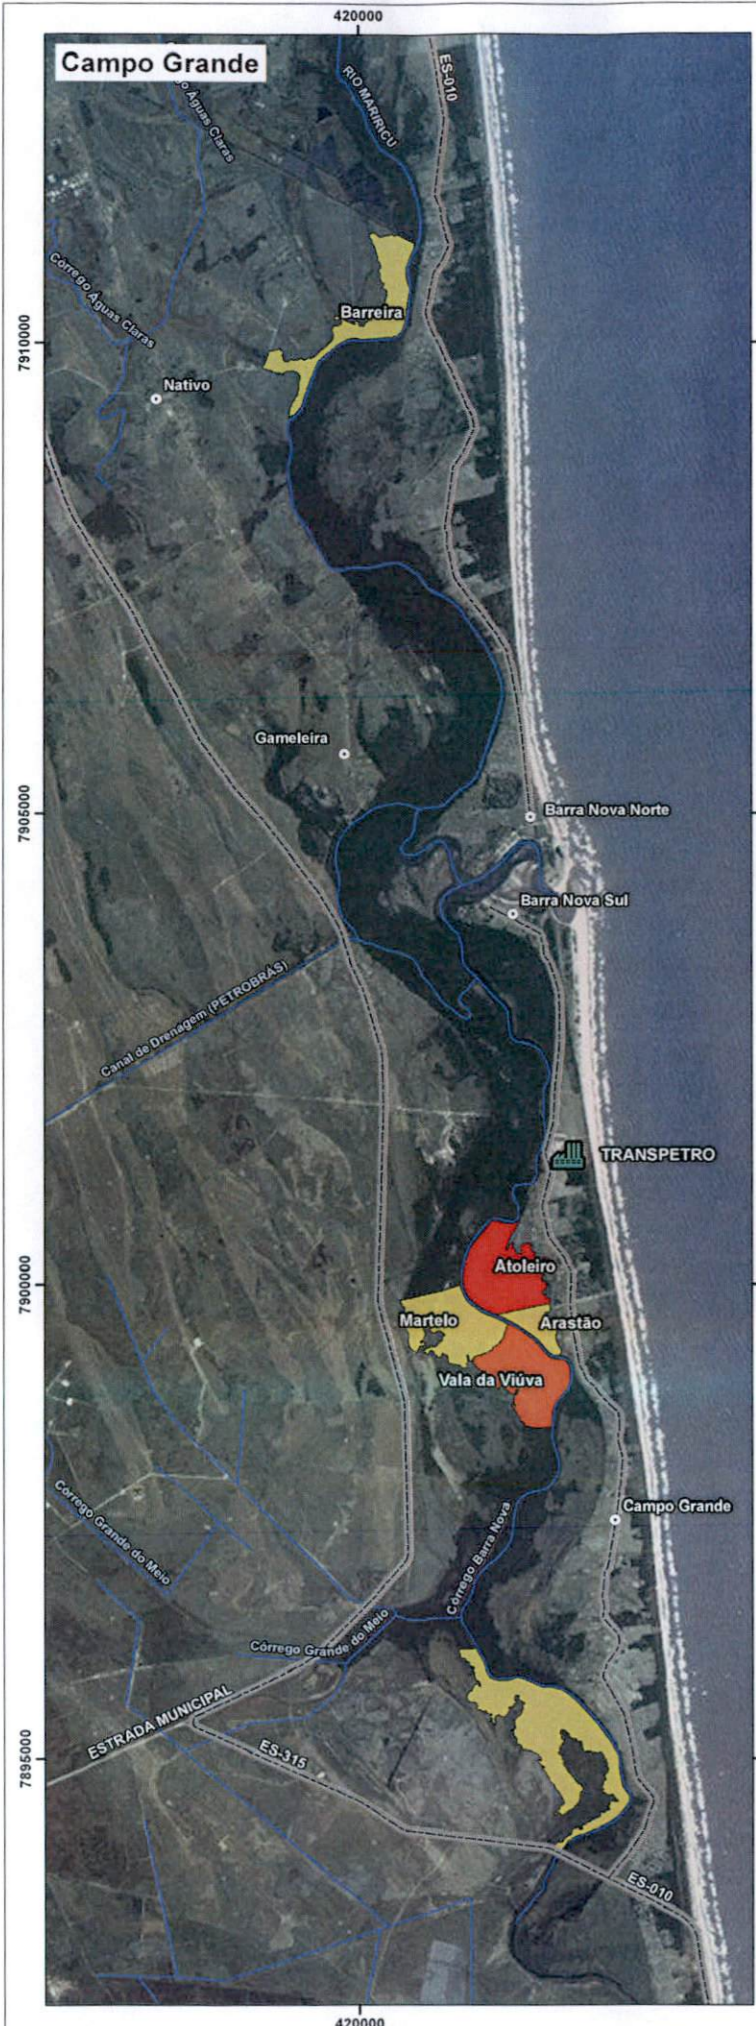 420000
Campo Grande
ES-010
RIO MARIRICU
Águas Claras
Córrego Águas Claras
Barreira
7910000
Nativo
Gameleira
7905000
Barra Nova Norte
Barra Nova Sul
Canal de Drenagem (PETROBRÁS)
TRANSPETRO
7900000
Atoleiro
Martelo
Arastão
Vala da Viúva
Córrego Grande do Meio
Córrego Barra Nova
Campo Grande
Córrego Grande do Meio
ESTRADA MUNICIPAL
7895000
ES-315
ES-010
420000